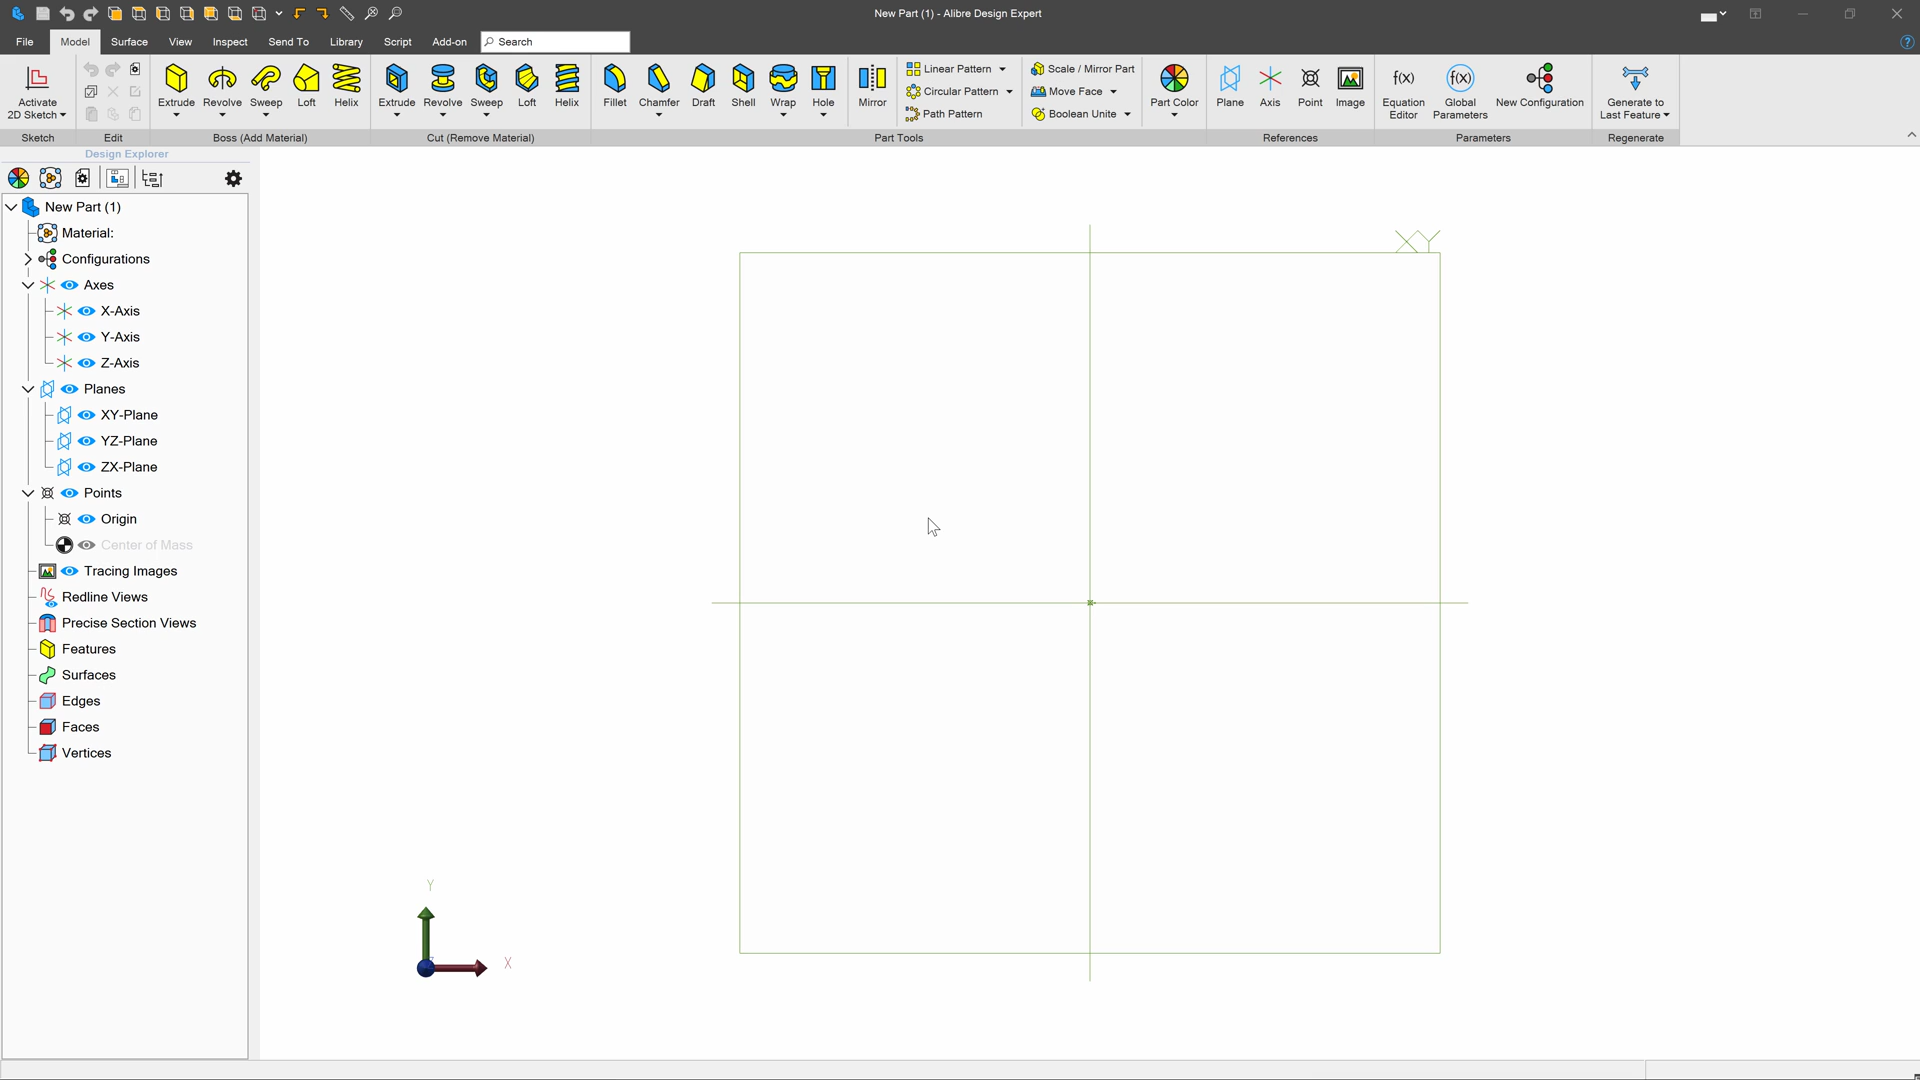 New Part (1) - Alibre Design Expert
File Model Surface View Inspect Send To Library Script Add-on Search
Activate 2D Sketch
Extrude Revolve Sweep Loft Helix
Extrude Revolve Sweep Loft Helix
Fillet Chamfer Draft Shell Wrap Hole
Mirror
Linear Pattern
Circular Pattern
Path Pattern
Scale / Mirror Part
Move Face
Boolean Unite
Part Color
Plane Axis Point Image
Equation Editor
Global Parameters
New Configuration
Generate to Last Feature
Sketch Edit Boss (Add Material) Cut (Remove Material) Part Tools References Parameters Regenerate
Design Explorer
New Part (1)
Material:
Configurations
Axes
X-Axis
Y-Axis
Z-Axis
Planes
XY-Plane
YZ-Plane
ZX-Plane
Points
Origin
Center of Mass
Tracing Images
Redline Views
Precise Section Views
Features
Surfaces
Edges
Faces
Vertices
XY
Y
X
f(x)
f(x)